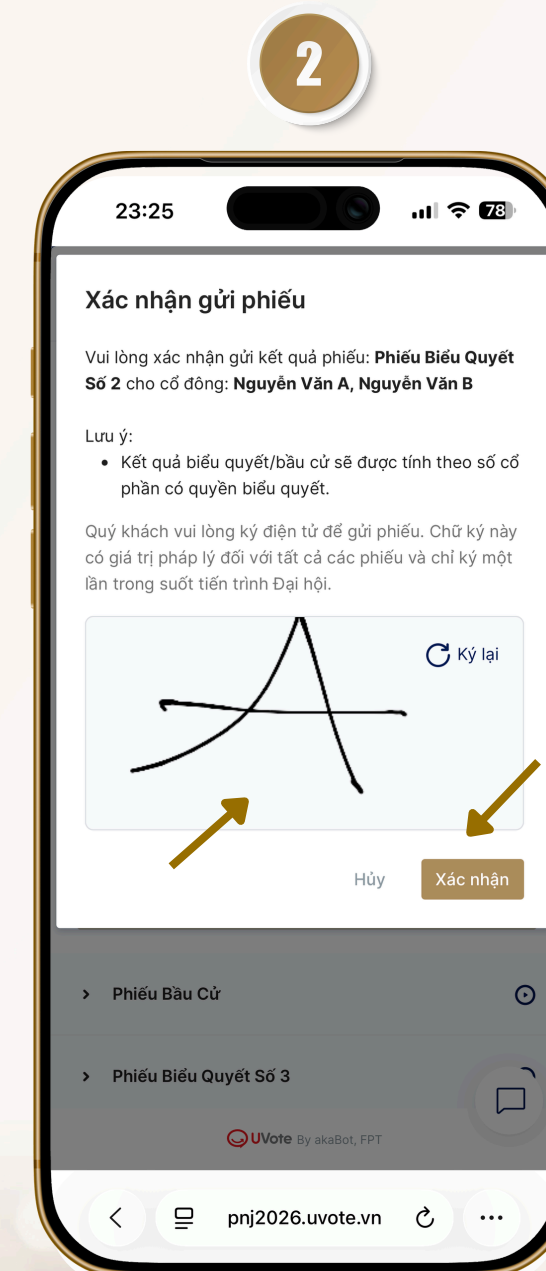 2
23:25
78
Xác nhận gửi phiếu
Vui lòng xác nhận gửi kết quả phiếu: Phiếu Biểu Quyết
Số 2 cho cổ đông: Nguyễn Văn A, Nguyễn Văn B
Lưu ý:
• Kết quả biểu quyết/bầu cử sẽ được tính theo số cổ
phần có quyền biểu quyết.
Quý khách vui lòng ký điện tử để gửi phiếu. Chữ ký này
có giá trị pháp lý đối với tất cả các phiếu và chỉ ký một
lần trong suốt tiến trình Đại hội.
Ký lại
A
Hủy
Xác nhận
Phiếu Bầu Cử
Phiếu Biểu Quyết Số 3
UVote By akaBot, FPT
pnj2026.uvote.vn